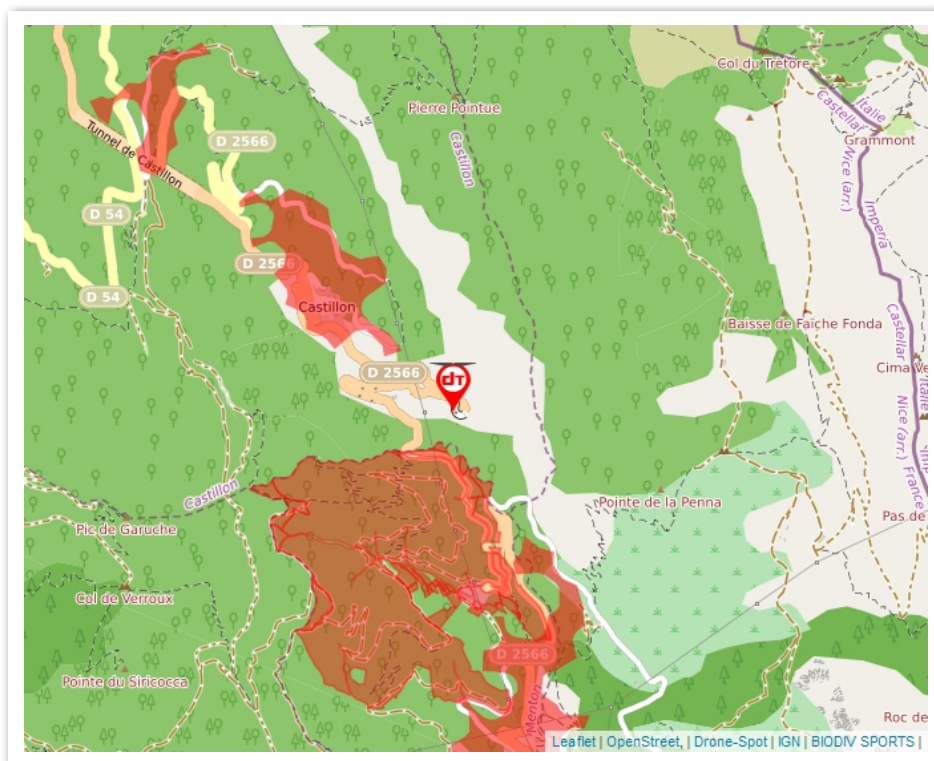 Col du Trétore
Italie
Castellar
Pierre Pointue
Grammont
D 2566
Tunnel de Castillon
Castillon
Nice (arr.)
Imperia
D 54
D 2566
D 54
Castillon
Castellar
Baisse de Faïche Fonda
D 2566
dT
Cima Ve
Italie
Nice (arr.)
France
Castillon
Pointe de la Penna
Pas de
Pic de Garuche
Col de Verroux
D 2566
Pointe du Siricocca
Menton
Roc de
Leaflet | OpenStreet, | Drone-Spot | IGN | BIODIV SPORTS |